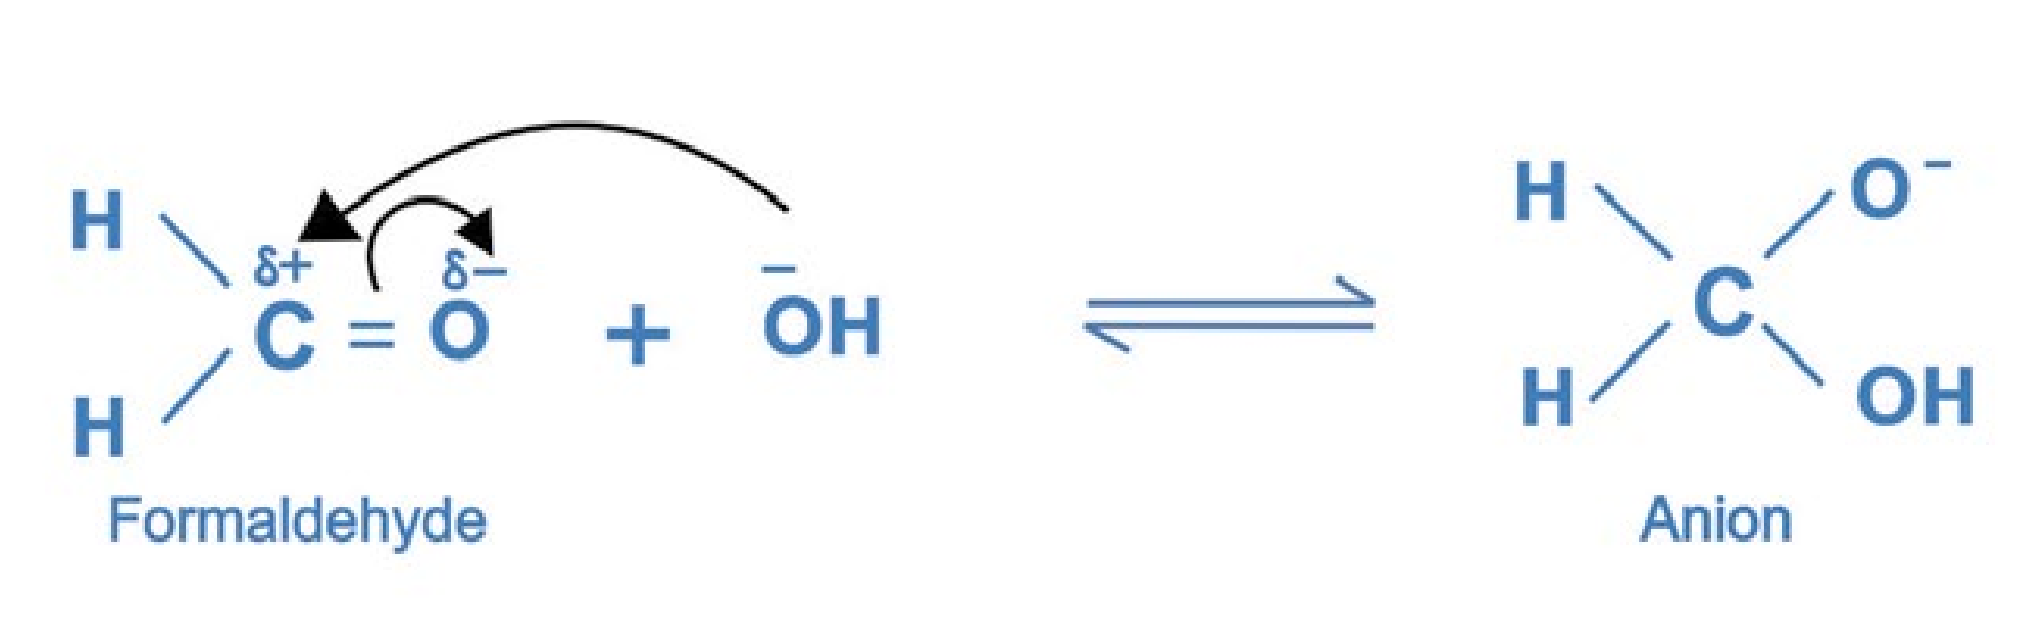 H H O⁻
δ+ δ−
C = O + ⁻OH ⇌ C
H H OH
Formaldehyde Anion